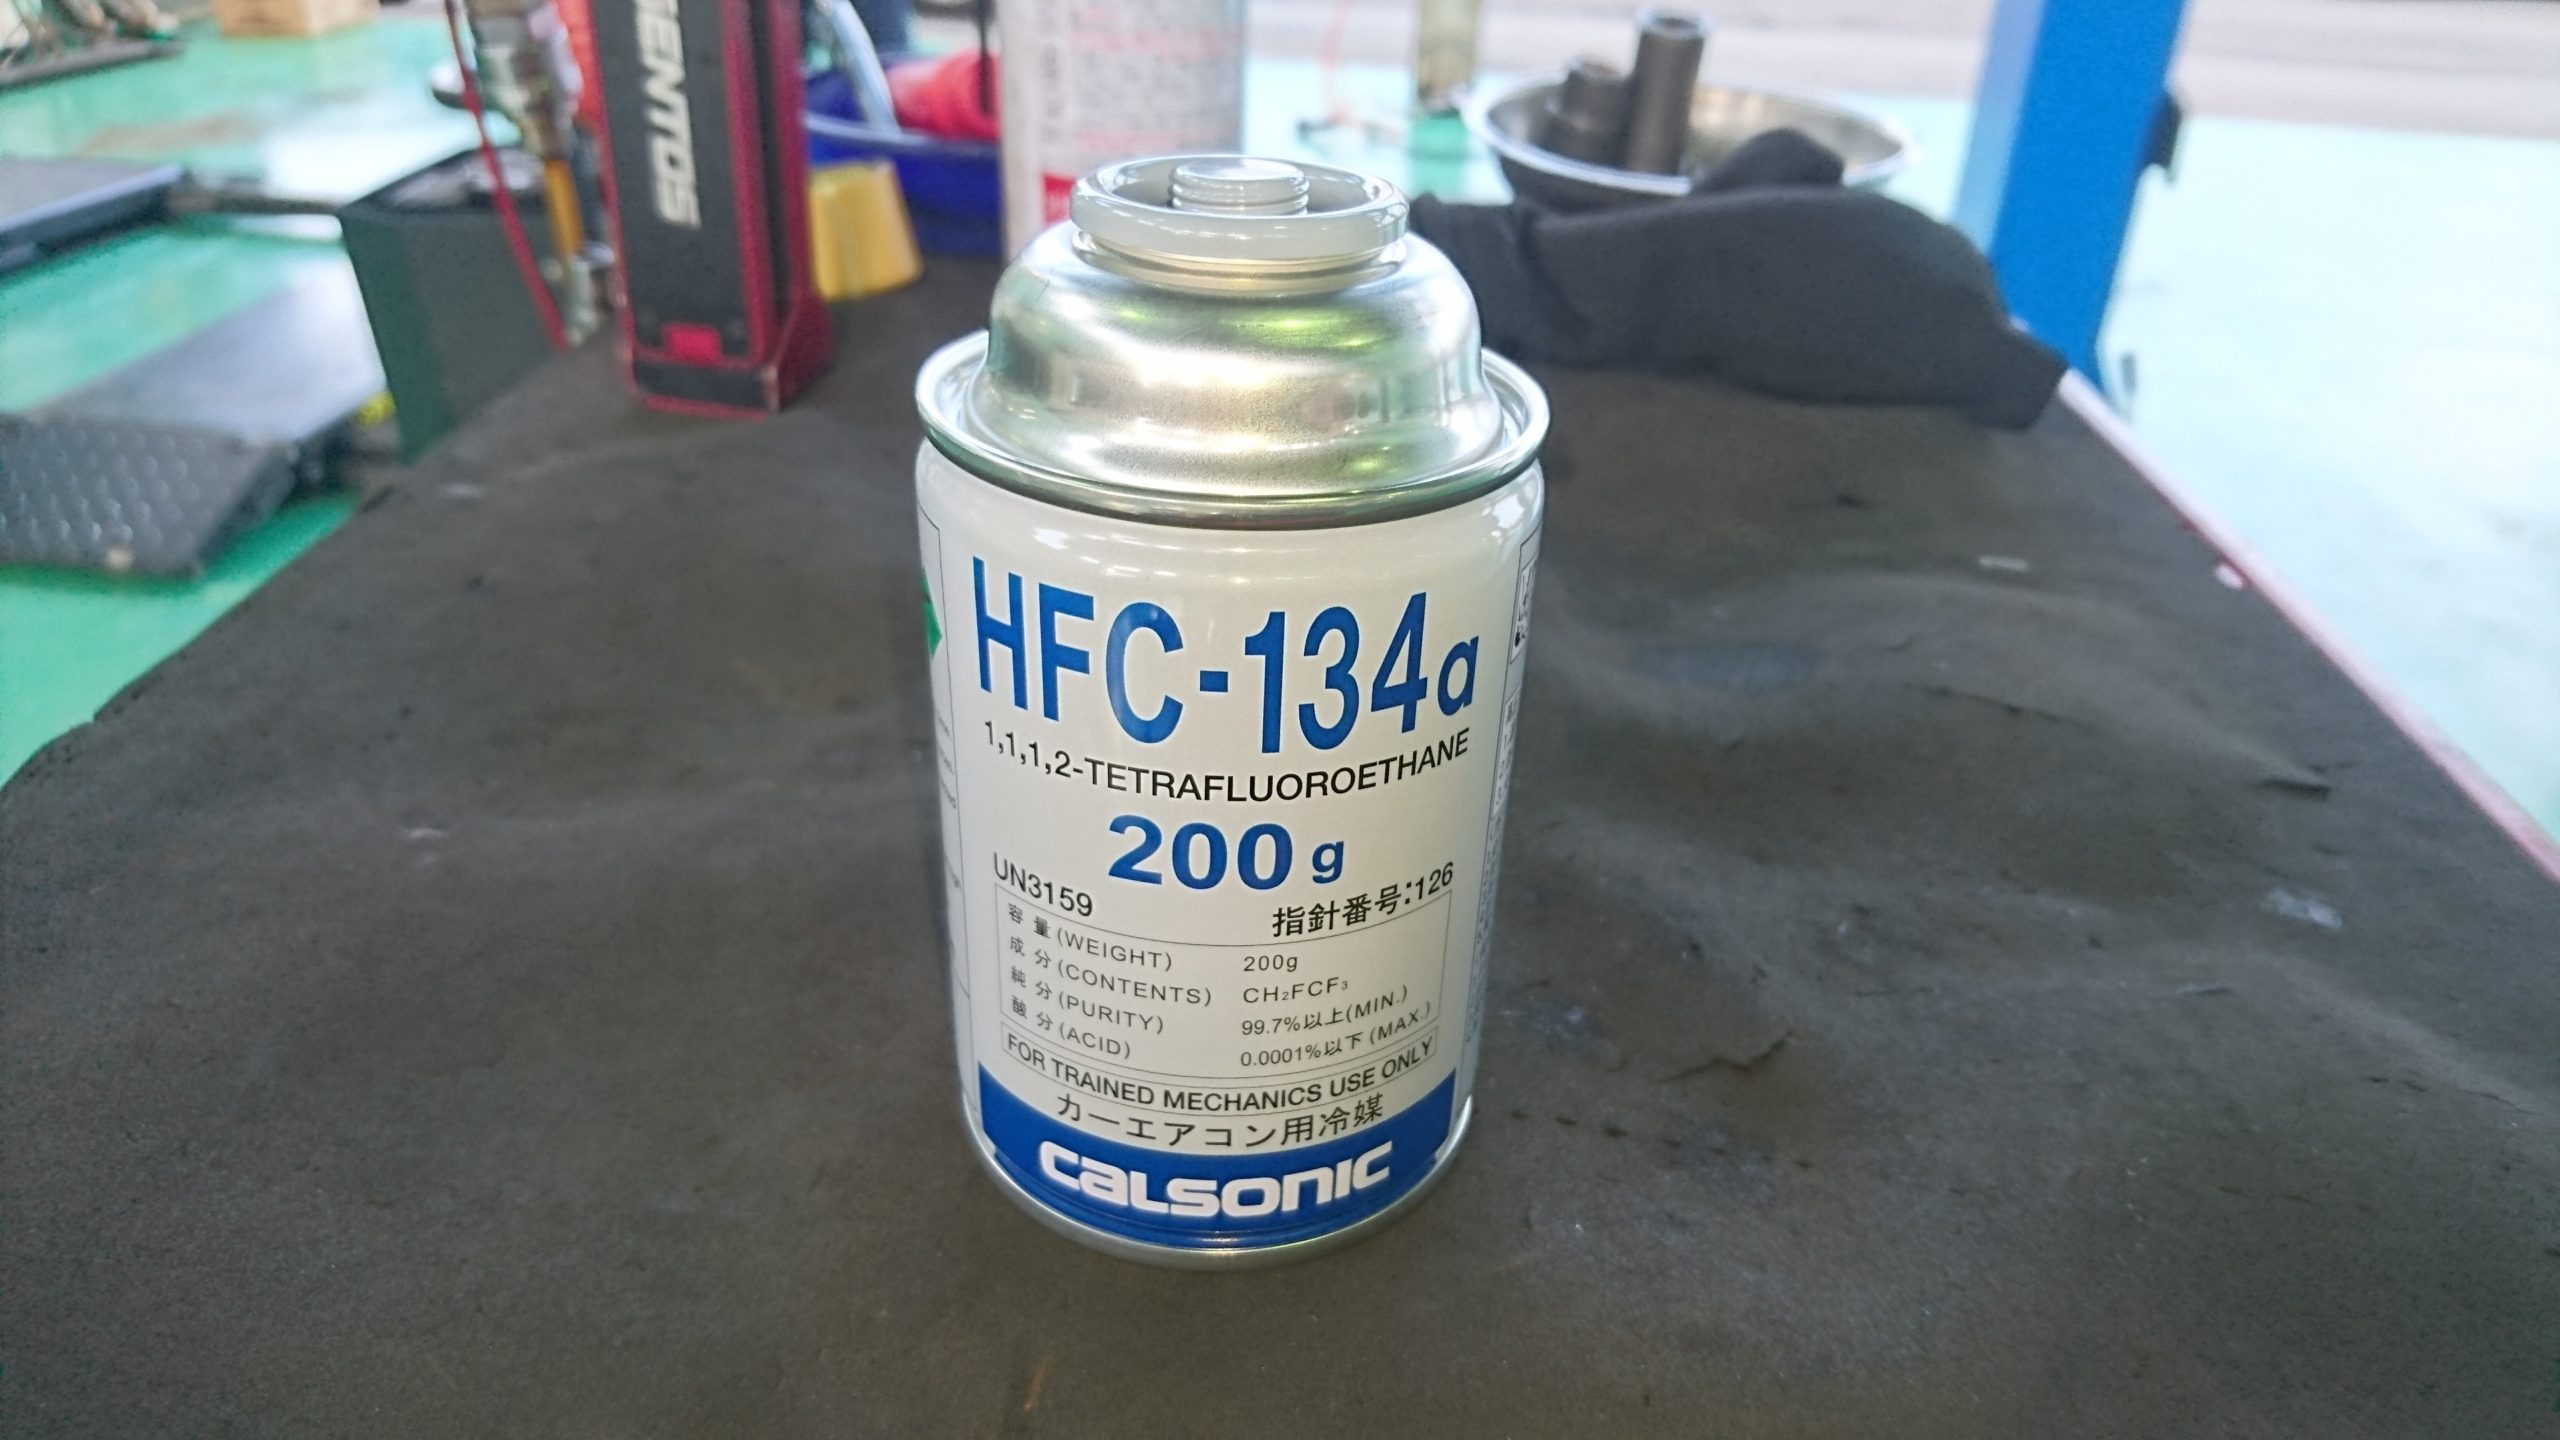 GENTOS
HFC-134a
1,1,1,2-TETRAFLUOROETHANE
200g
UN3159
指針番号:126
容量(WEIGHT) 200g
成分(CONTENTS) CH₂FCF₃
純分(PURITY) 99.7%以上(MIN.)
酸分(ACID) 0.0001%以下(MAX.)
FOR TRAINED MECHANICS USE ONLY
カーエアコン用冷媒
CALSONIC